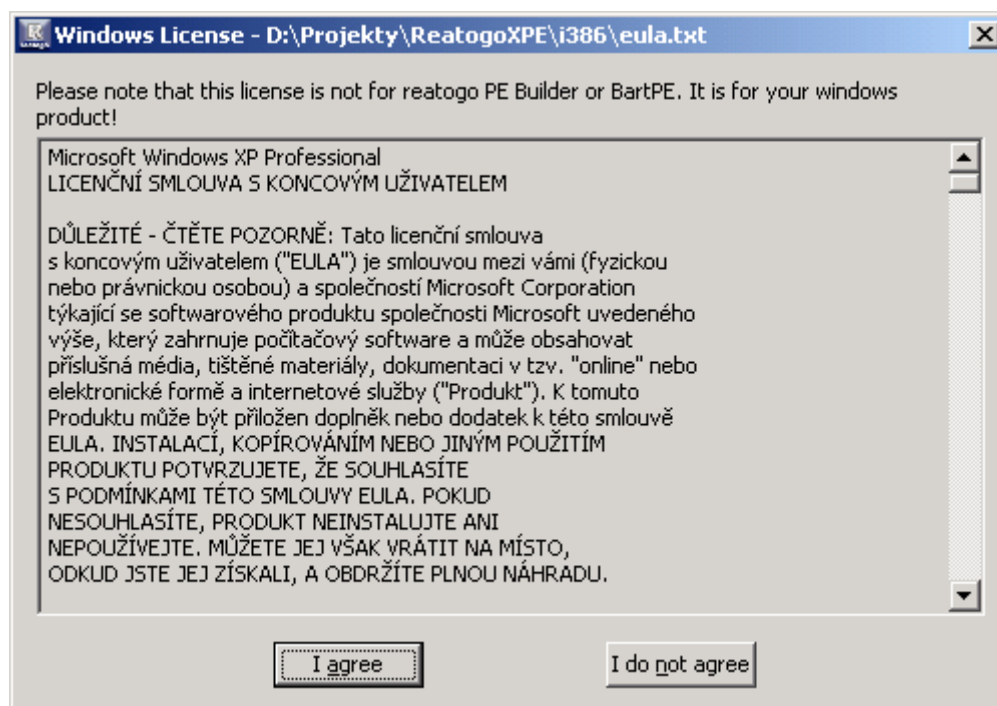 Windows License - D:\Projekty\ReatogoXPE\i386\eula.txt
Please note that this license is not for reatogo PE Builder or BartPE. It is for your windows
product!
Microsoft Windows XP Professional
LICENČNÍ SMLOUVA S KONCOVÝM UŽIVATELEM
DŮLEŽITÉ - ČTĚTE POZORNĚ: Tato licenční smlouva
s koncovým uživatelem ("EULA") je smlouvou mezi vámi (fyzickou
nebo právnickou osobou) a společností Microsoft Corporation
týkající se softwarového produktu společnosti Microsoft uvedeného
výše, který zahrnuje počítačový software a může obsahovat
příslušná média, tištěné materiály, dokumentaci v tzv. "online" nebo
elektronické formě a internetové služby ("Produkt"). K tomuto
Produktu může být přiložen doplněk nebo dodatek k této smlouvě
EULA. INSTALACÍ, KOPÍROVÁNÍM NEBO JINÝM POUŽITÍM
PRODUKTU POTVRZUJETE, ŽE SOUHLASÍTE
S PODMÍNKAMI TÉTO SMLOUVY EULA. POKUD
NESOUHLASÍTE, PRODUKT NEINSTALUJTE ANI
NEPOUŽÍVEJTE. MŮŽETE JEJ VŠAK VRÁTIT NA MÍSTO,
ODKUD JSTE JEJ ZÍSKALI, A OBDRŽÍTE PLNOU NÁHRADU.
I agree
I do not agree